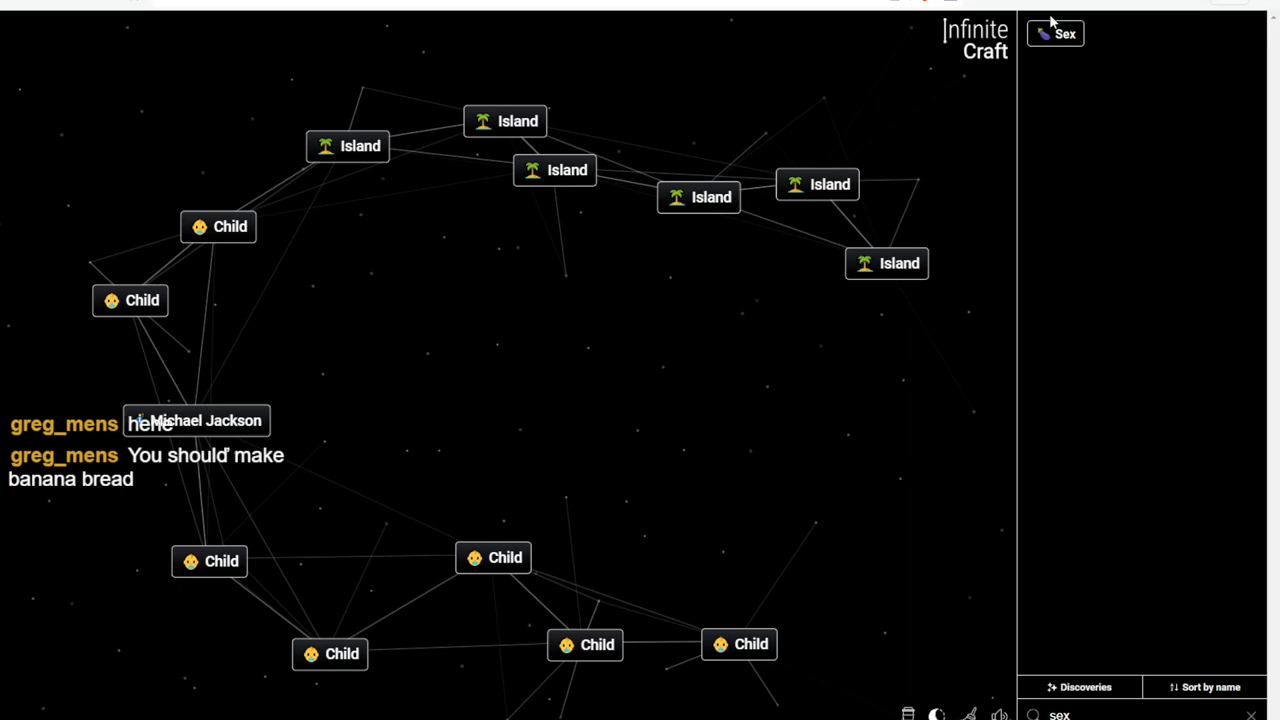 Infinite
Craft
Sex
Island
Island
Island
Island
Island
Child
Island
Child
Michael Jackson
greg_mens hehe
greg_mens You should make
banana bread
Child
Child
Child
Child
Child
Discoveries
Sort by name
sex